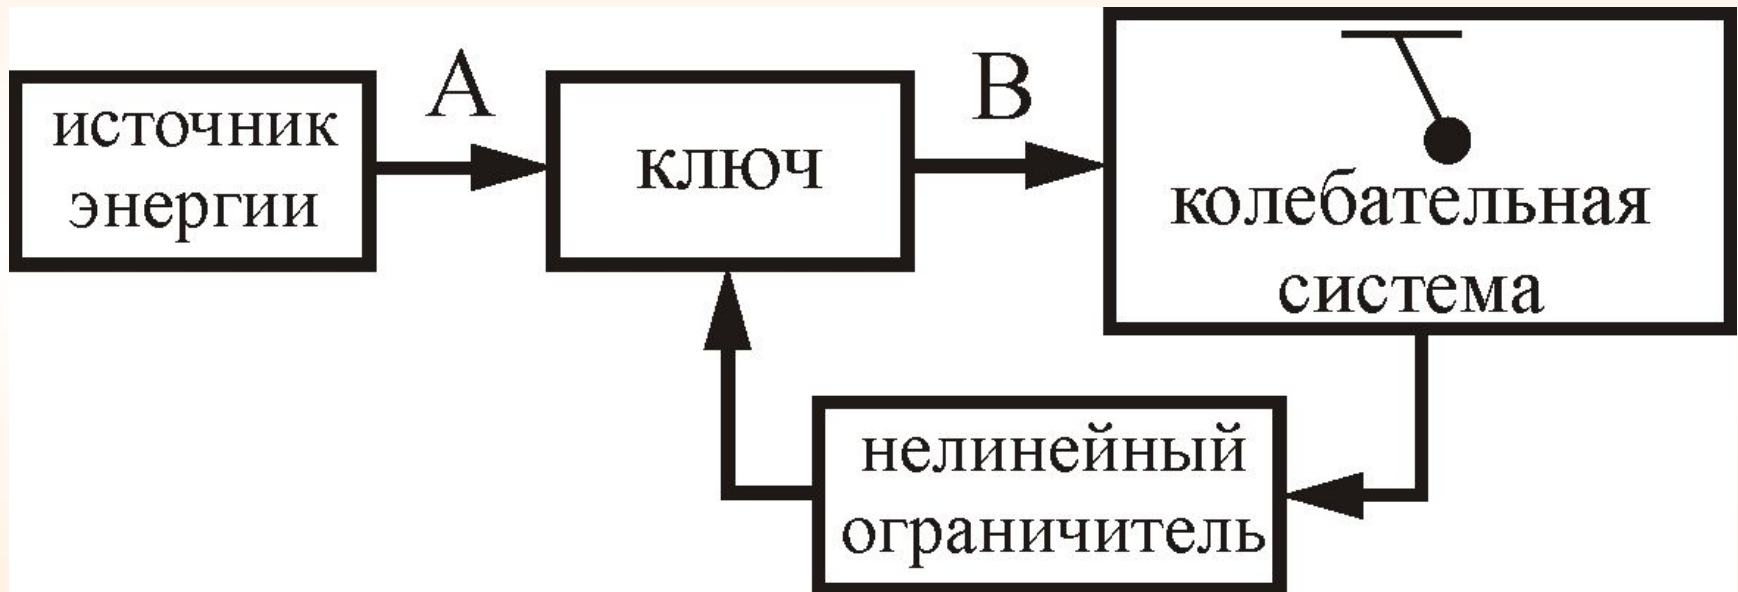 источник
энергии
А
ключ
В
колебательная
система
нелинейный
ограничитель